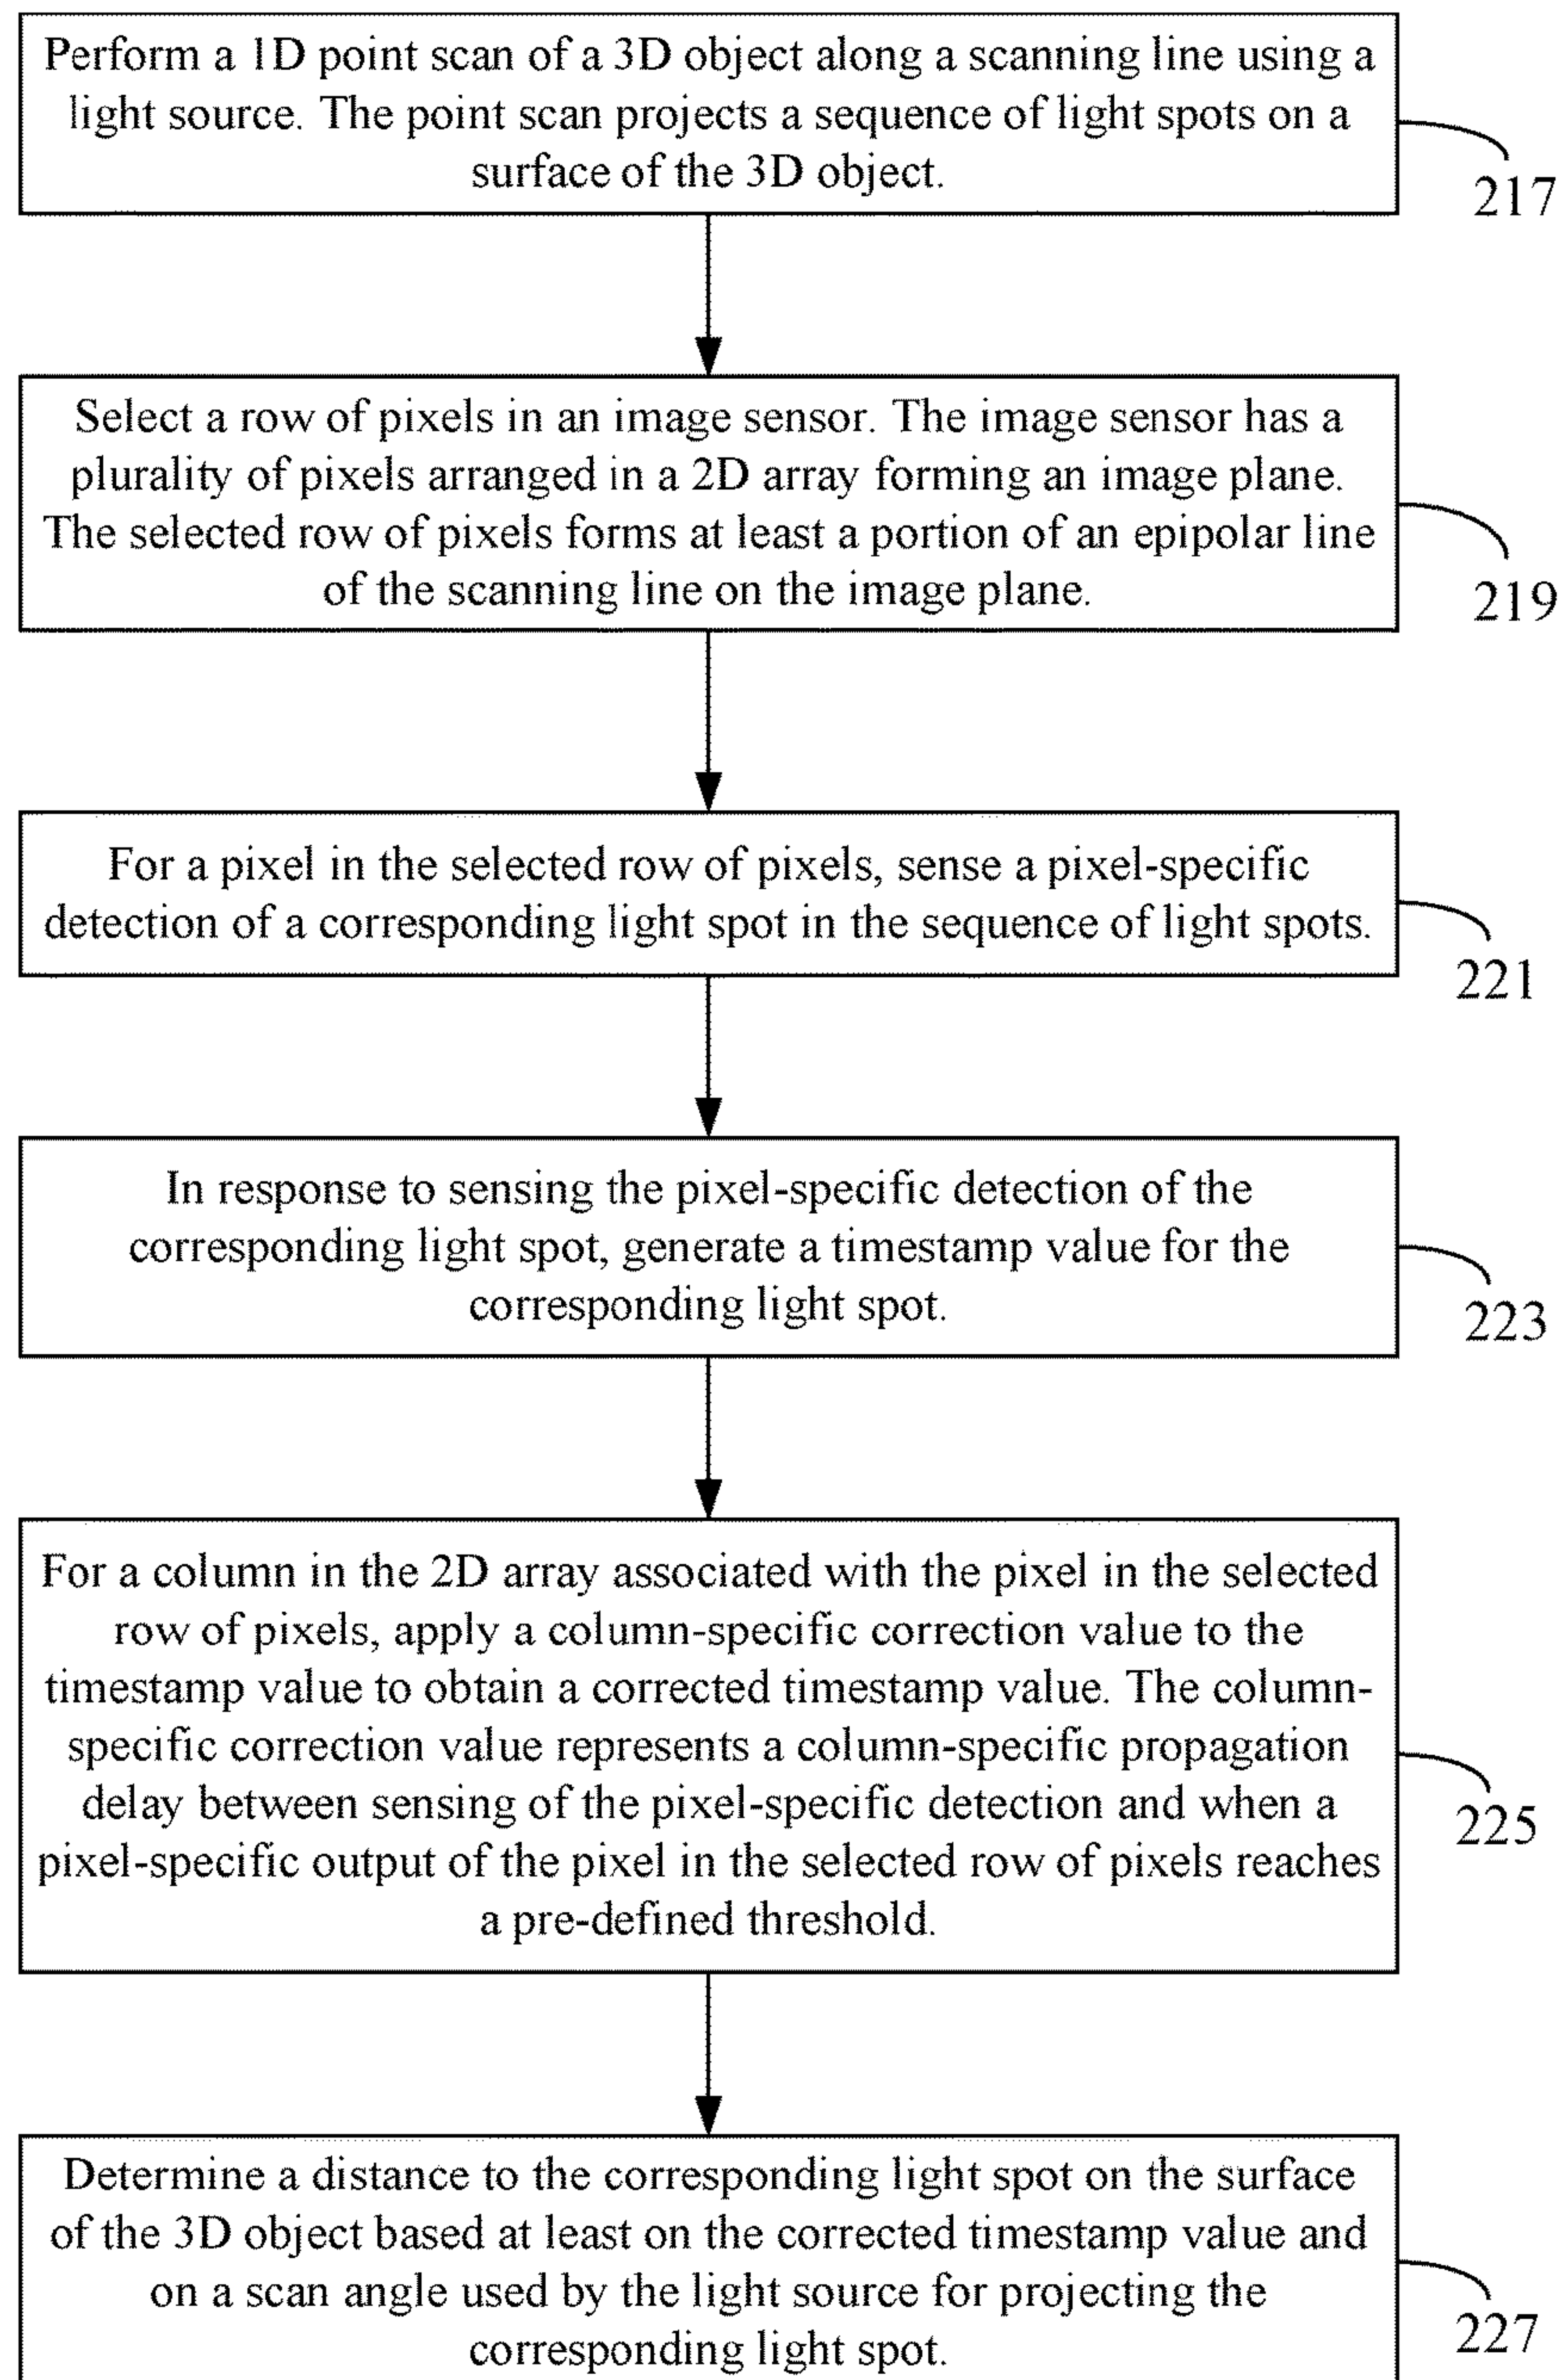 Perform a 1D point scan of a 3D object along a scanning line using a
light source. The point scan projects a sequence of light spots on a
surface of the 3D object.
217
Select a row of pixels in an image sensor. The image sensor has a
plurality of pixels arranged in a 2D array forming an image plane.
The selected row of pixels forms at least a portion of an epipolar line
of the scanning line on the image plane.
219
For a pixel in the selected row of pixels, sense a pixel-specific
detection of a corresponding light spot in the sequence of light spots.
221
In response to sensing the pixel-specific detection of the
corresponding light spot, generate a timestamp value for the
corresponding light spot.
223
For a column in the 2D array associated with the pixel in the selected
row of pixels, apply a column-specific correction value to the
timestamp value to obtain a corrected timestamp value. The column-
specific correction value represents a column-specific propagation
delay between sensing of the pixel-specific detection and when a
pixel-specific output of the pixel in the selected row of pixels reaches
a pre-defined threshold.
225
Determine a distance to the corresponding light spot on the surface
of the 3D object based at least on the corrected timestamp value and
on a scan angle used by the light source for projecting the
corresponding light spot.
227